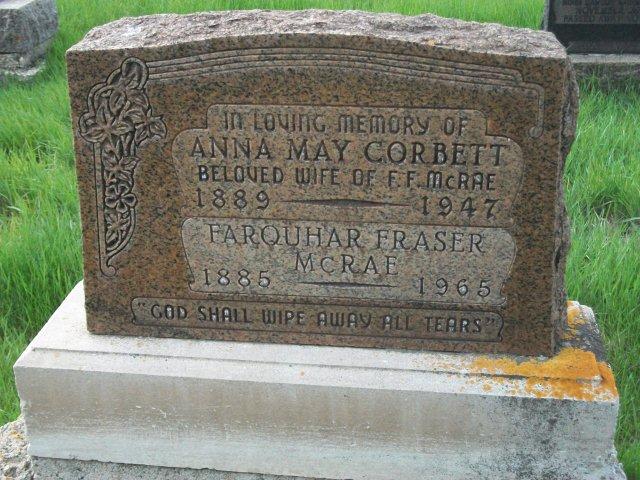 IN LOVING MEMORY OF
ANNA MAY CORBETT
BELOVED WIFE OF F.F. McRAE
1889 1947
FARQUHAR FRASER
McRAE
1885 1965
"GOD SHALL WIPE AWAY ALL TEARS"